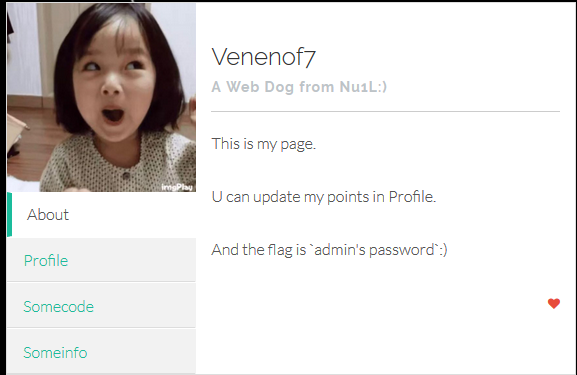 Venenof7
A Web Dog from Nu1L:)
This is my page.
U can update my points in Profile.
And the flag is `admin's password`:)
imgPlay
About
Profile
Somecode
Someinfo